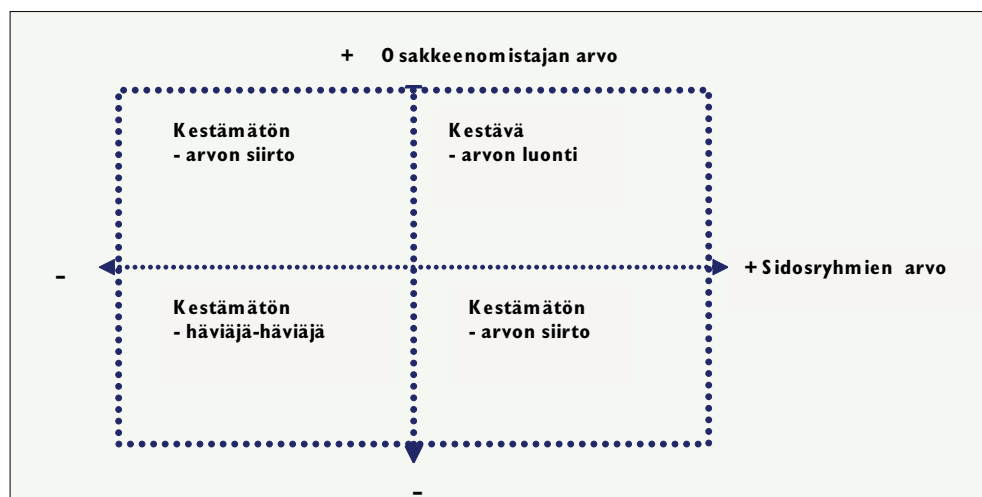 + Osakkeenomistajan arvo
Kestämätön
- arvon siirto
Kestävä
- arvon luonti
-
+ Sidosryhmien arvo
Kestämätön
- häviäjä-häviäjä
Kestämätön
- arvon siirto
-